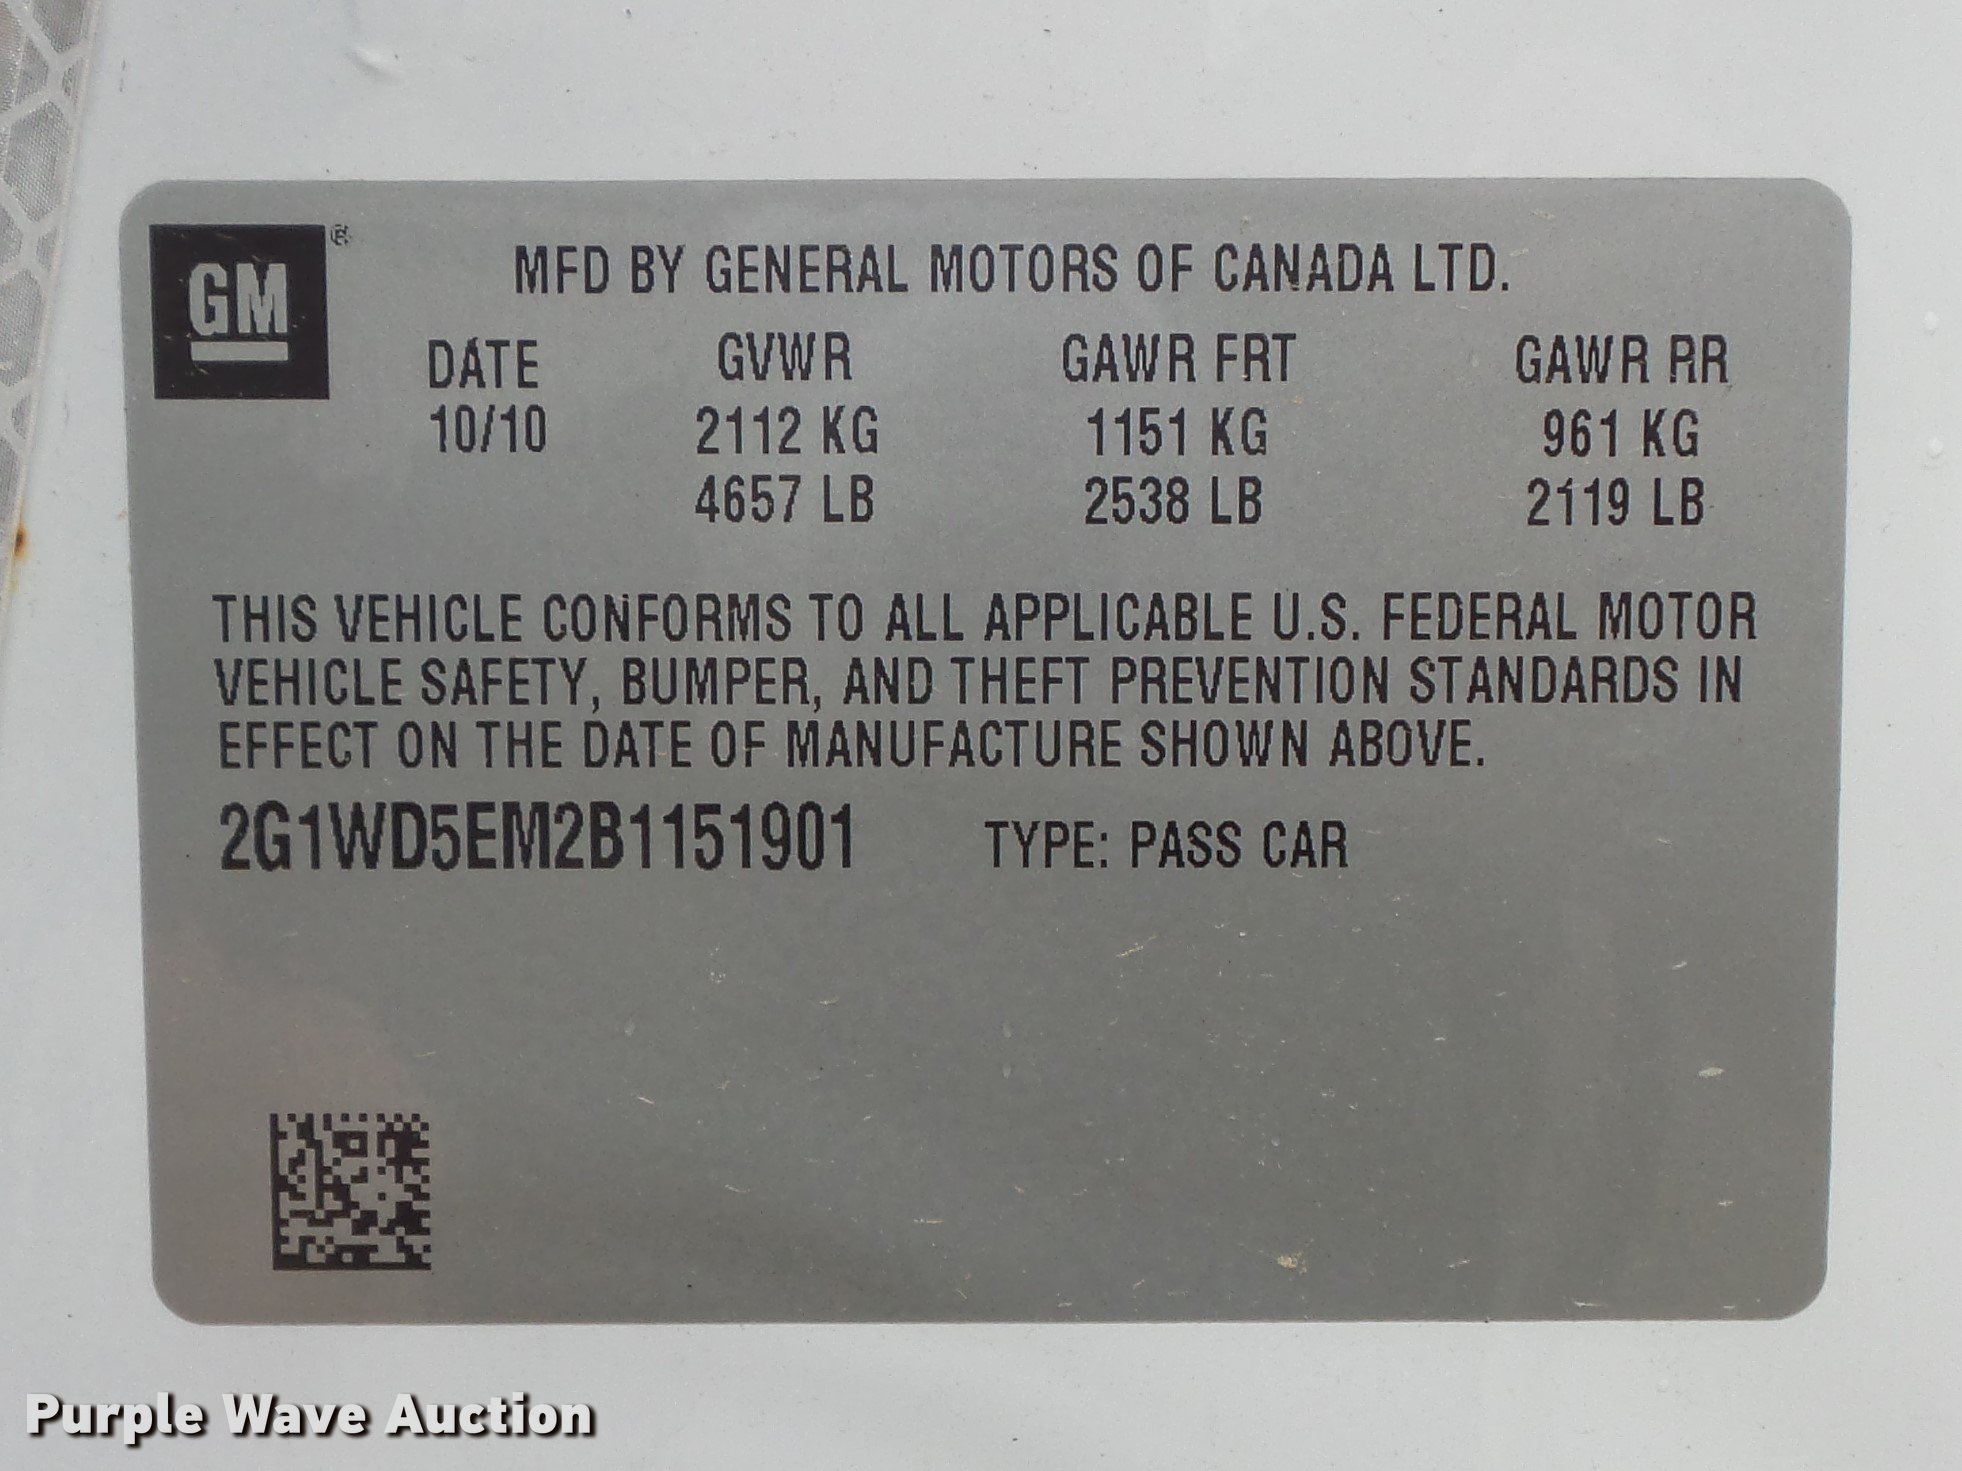 GM ®
MFD BY GENERAL MOTORS OF CANADA LTD.
DATE GVWR GAWR FRT GAWR RR
10/10 2112 KG 1151 KG 961 KG
4657 LB 2538 LB 2119 LB
THIS VEHICLE CONFORMS TO ALL APPLICABLE U.S. FEDERAL MOTOR
VEHICLE SAFETY, BUMPER, AND THEFT PREVENTION STANDARDS IN
EFFECT ON THE DATE OF MANUFACTURE SHOWN ABOVE.
2G1WD5EM2B1151901 TYPE: PASS CAR
Purple Wave Auction